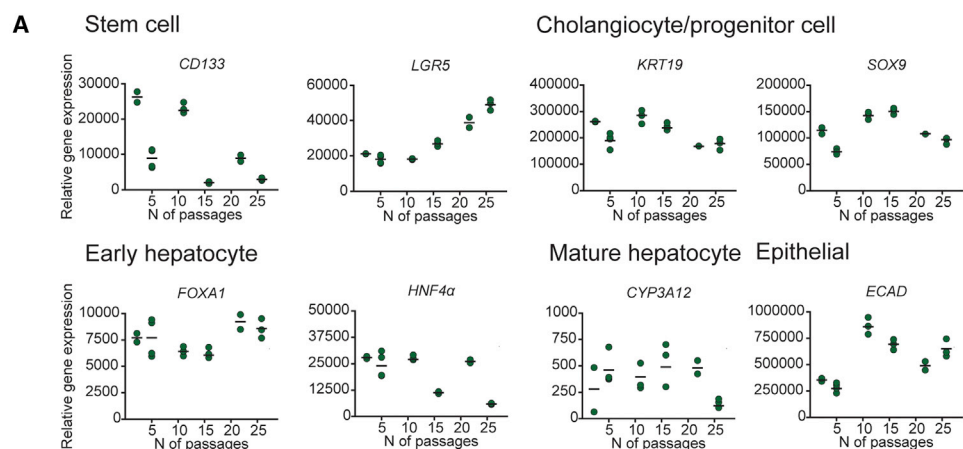 A
Stem cell
Cholangiocyte/progenitor cell
CD133
LGR5
KRT19
SOX9
Relative gene expression
30000
20000
10000
0
5 10 15 20 25
N of passages
60000
40000
20000
0
5 10 15 20 25
N of passages
400000
300000
200000
100000
0
5 10 15 20 25
N of passages
200000
150000
100000
50000
0
5 10 15 20 25
N of passages
Early hepatocyte
Mature hepatocyte
Epithelial
FOXA1
HNF4α
CYP3A12
ECAD
Relative gene expression
10000
7500
5000
2500
0
5 10 15 20 25
N of passages
50000
37500
25000
12500
0
5 10 15 20 25
N of passages
1000
750
500
250
0
5 10 15 20 25
N of passages
1000000
750000
500000
250000
0
5 10 15 20 25
N of passages